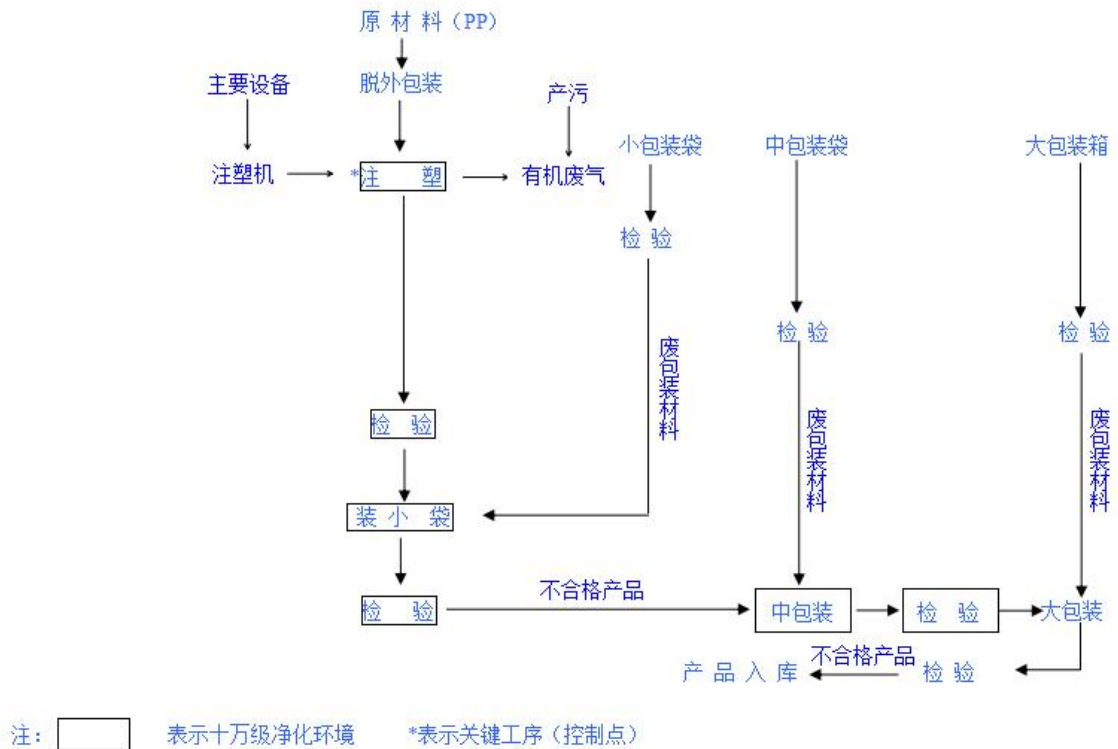 原 材 料（PP）
主要设备
脱外包装
产污
小包装袋
中包装袋
大包装箱
注塑机
*注 塑
有机废气
检 验
检 验
检 验
废包装材料
废包装材料
废包装材料
检 验
装 小 袋
检 验
不合格产品
中包装
检 验
大包装
产 品 入 库
不合格产品
检 验
注：
表示十万级净化环境
*表示关键工序（控制点）